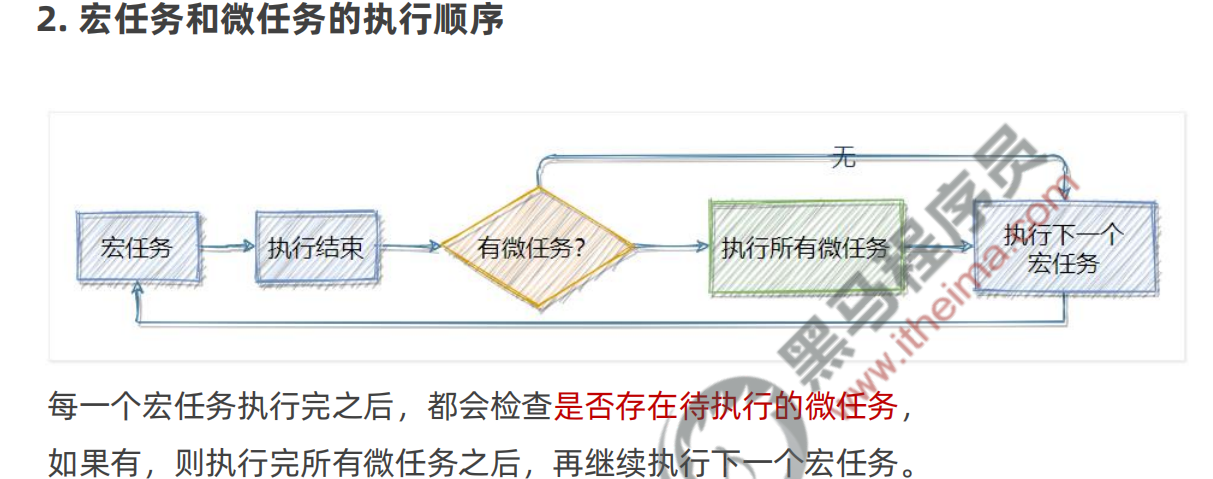 2. 宏任务和微任务的执行顺序
无
宏任务
执行结束
有微任务？
执行所有微任务
执行下一个
宏任务
黑马程序员
www.itheima.com
每一个宏任务执行完之后，都会检查是否存在待执行的微任务，
如果有，则执行完所有微任务之后，再继续执行下一个宏任务。